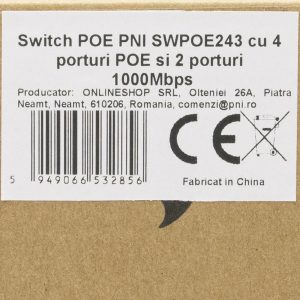 Switch POE PNI SWPOE243 cu 4
porturi POE si 2 porturi
1000Mbps
Producator: ONLINESHOP SRL, Olteniei 26A, Piatra
Neamt, Neamt, 610206, Romania, comenzi@pni.ro
CE
5 949066 532856
Fabricat in China